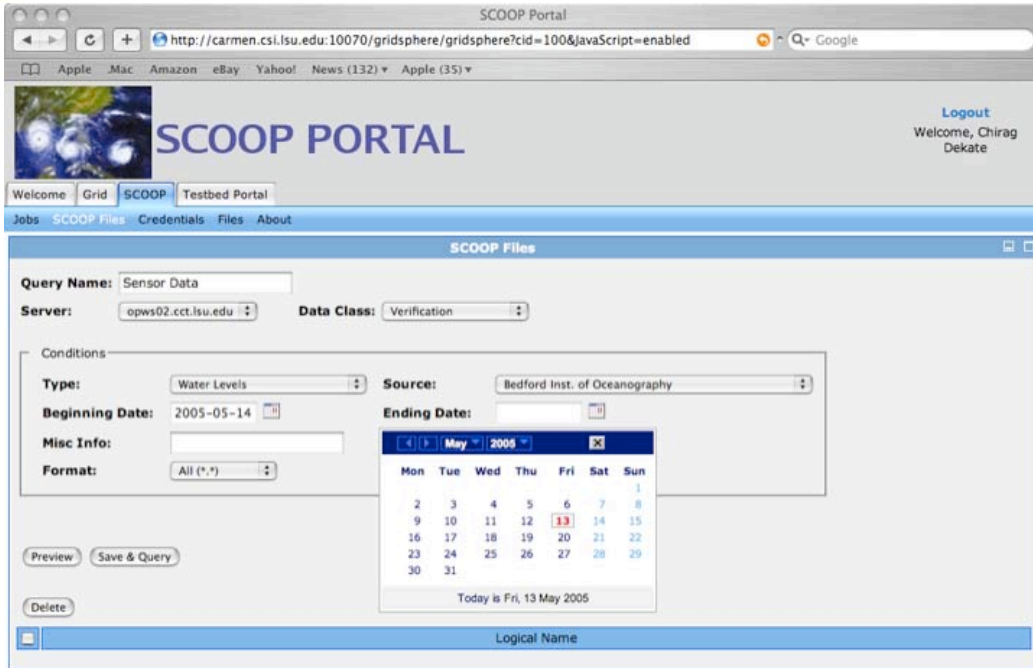 SCOOP Portal
http://carmen.csi.lsu.edu:10070/gridsphere/gridsphere?cid=100&JavaScript=enabled
Google
Apple .Mac Amazon eBay Yahoo! News (132) Apple (35)
SCOOP PORTAL
Logout
Welcome, Chirag
Dekate
Welcome Grid SCOOP Testbed Portal
Jobs SCOOP Files Credentials Files About
SCOOP Files
Query Name: Sensor Data
Server: opws02.cct.lsu.edu Data Class: Verification
Conditions
Type: Water Levels Source: Bedford Inst. of Oceanography
Beginning Date: 2005-05-14 Ending Date:
Misc Info:
Format: All (*.*)
May 2005
Mon Tue Wed Thu Fri Sat Sun
1
2 3 4 5 6 7 8
9 10 11 12 13 14 15
16 17 18 19 20 21 22
23 24 25 26 27 28 29
30 31
Today is Fri, 13 May 2005
Preview Save & Query
Delete
Logical Name